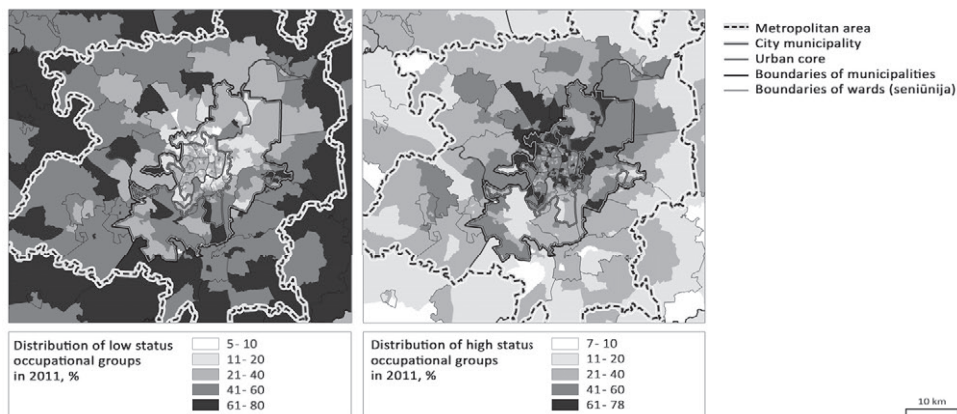 Metropolitan area
City municipality
Urban core
Boundaries of municipalities
Boundaries of wards (seniūnija)
Distribution of low status
occupational groups
in 2011, %
5- 10
11- 20
21- 40
41- 60
61- 80
Distribution of high status
occupational groups
in 2011, %
7- 10
11- 20
21- 40
41- 60
61- 78
10 km